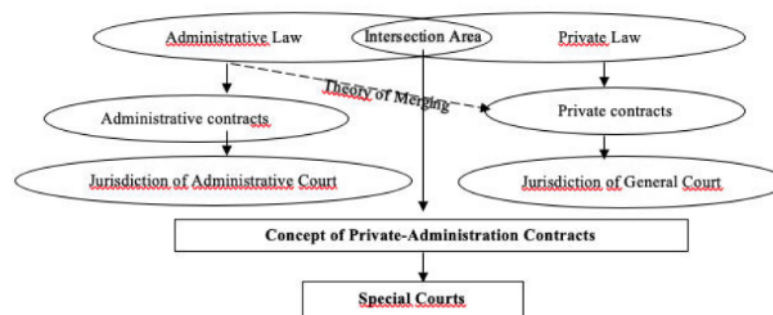 Administrative Law
Intersection Area
Private Law
Theory of Merging
Administrative contracts
Private contracts
Jurisdiction of Administrative Court
Jurisdiction of General Court
Concept of Private-Administration Contracts
Special Courts